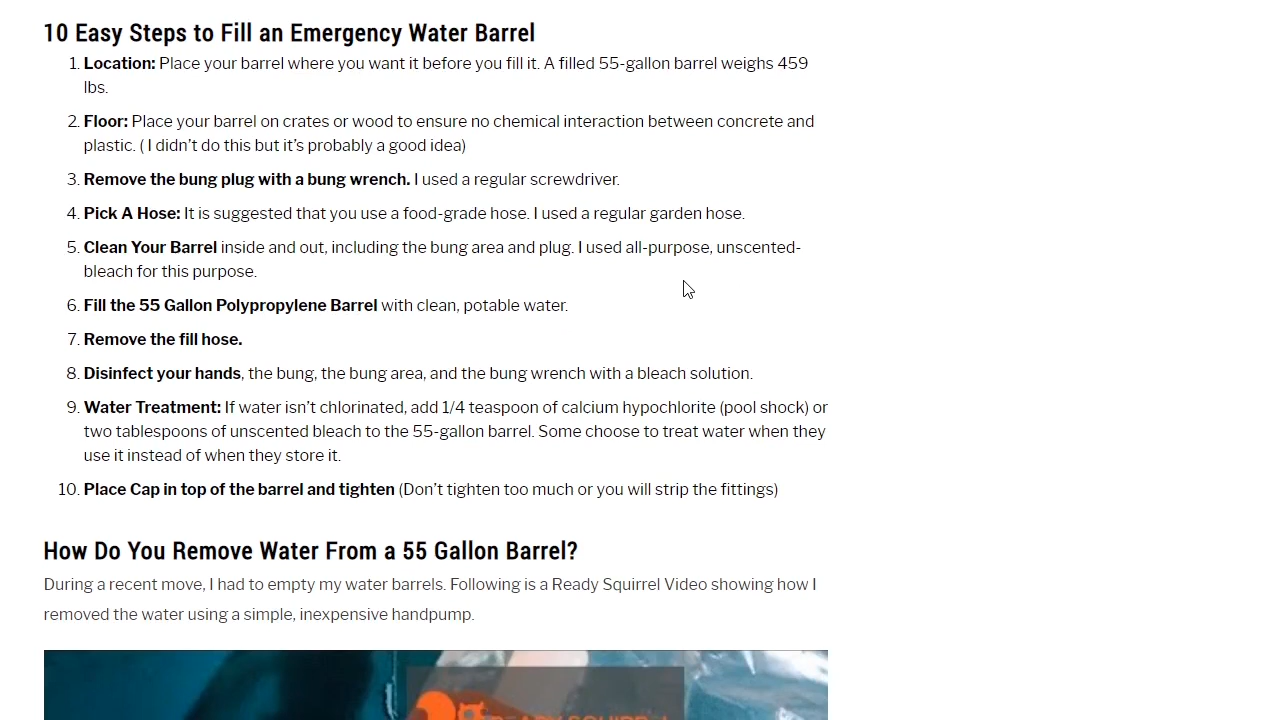 10 Easy Steps to Fill an Emergency Water Barrel
1. Location: Place your barrel where you want it before you fill it. A filled 55-gallon barrel weighs 459
lbs.
2. Floor: Place your barrel on crates or wood to ensure no chemical interaction between concrete and
plastic. ( I didn't do this but it's probably a good idea)
3. Remove the bung plug with a bung wrench. I used a regular screwdriver.
4. Pick A Hose: It is suggested that you use a food-grade hose. I used a regular garden hose.
5. Clean Your Barrel inside and out, including the bung area and plug. I used all-purpose, unscented-
bleach for this purpose.
6. Fill the 55 Gallon Polypropylene Barrel with clean, potable water.
7. Remove the fill hose.
8. Disinfect your hands, the bung, the bung area, and the bung wrench with a bleach solution.
9. Water Treatment: If water isn't chlorinated, add 1/4 teaspoon of calcium hypochlorite (pool shock) or
two tablespoons of unscented bleach to the 55-gallon barrel. Some choose to treat water when they
use it instead of when they store it.
10. Place Cap in top of the barrel and tighten (Don't tighten too much or you will strip the fittings)
How Do You Remove Water From a 55 Gallon Barrel?
During a recent move, I had to empty my water barrels. Following is a Ready Squirrel Video showing how I
removed the water using a simple, inexpensive handpump.